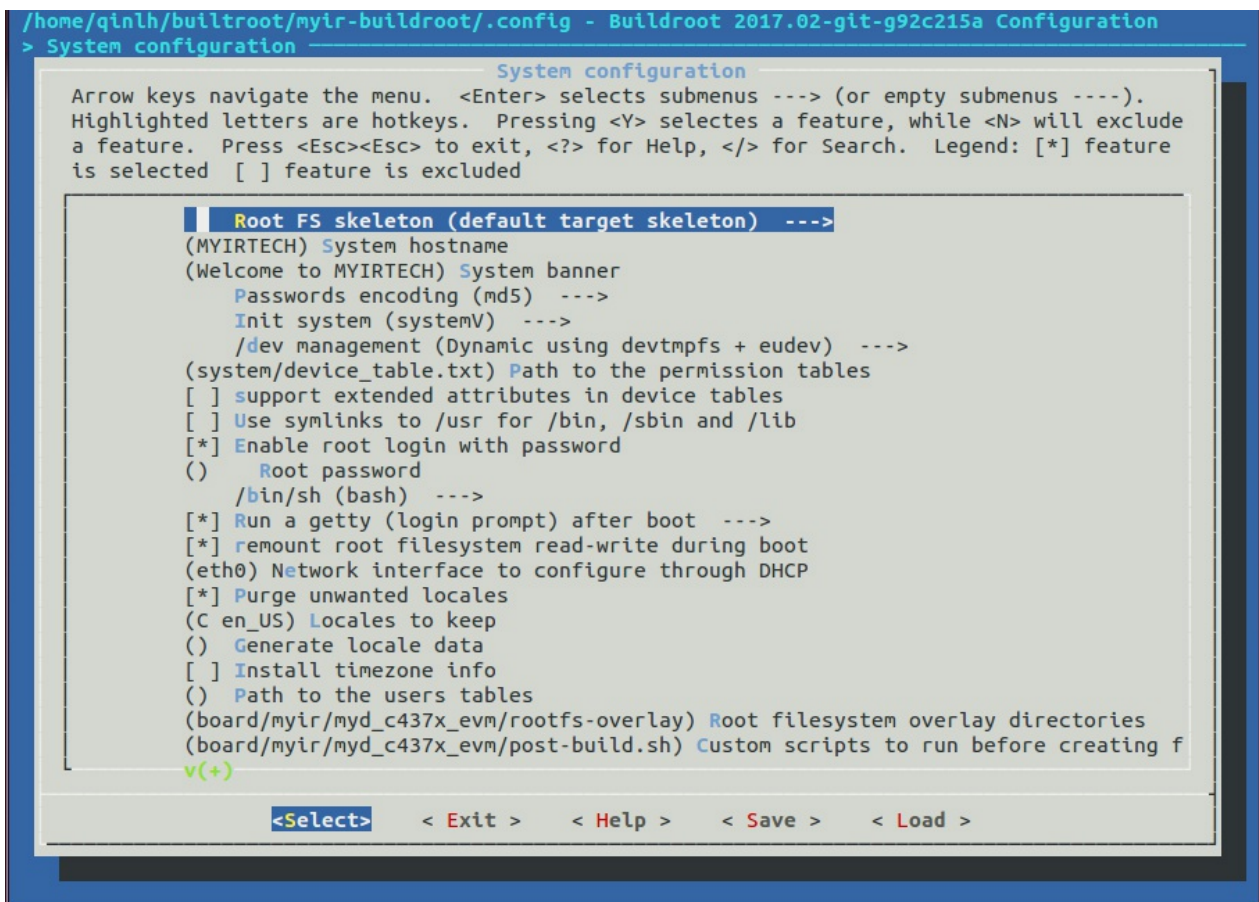 /home/qinlh/builtroot/myir-buildroot/.config - Buildroot 2017.02-git-g92c215a Configuration
> System configuration
System configuration
Arrow keys navigate the menu.  <Enter> selects submenus ---> (or empty submenus ----).
Highlighted letters are hotkeys.  Pressing <Y> selectes a feature, while <N> will exclude
a feature.  Press <Esc><Esc> to exit, <?> for Help, </> for Search.  Legend: [*] feature
is selected  [ ] feature is excluded
Root FS skeleton (default target skeleton)  --->
(MYIRTECH) System hostname
(Welcome to MYIRTECH) System banner
Passwords encoding (md5)  --->
Init system (systemV)  --->
/dev management (Dynamic using devtmpfs + eudev)  --->
(system/device_table.txt) Path to the permission tables
[ ] support extended attributes in device tables
[ ] Use symlinks to /usr for /bin, /sbin and /lib
[*] Enable root login with password
()    Root password
/bin/sh (bash)  --->
[*] Run a getty (login prompt) after boot  --->
[*] remount root filesystem read-write during boot
(eth0) Network interface to configure through DHCP
[*] Purge unwanted locales
(C en_US) Locales to keep
()  Generate locale data
[ ] Install timezone info
()  Path to the users tables
(board/myir/myd_c437x_evm/rootfs-overlay) Root filesystem overlay directories
(board/myir/myd_c437x_evm/post-build.sh) Custom scripts to run before creating f
v(+)
<Select>    < Exit >    < Help >    < Save >    < Load >